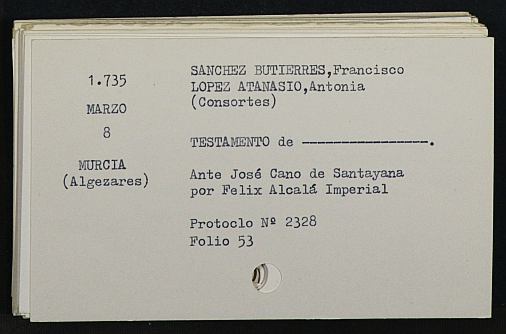 1.735
MARZO
8
MURCIA
(Algezares)
SANCHEZ BUTIERRES,Francisco
LOPEZ ATANASIO,Antonia
(Consortes)
TESTAMENTO de ----------------.
Ante José Cano de Santayana
por Felix Alcalá Imperial
Protoclo Nº 2328
Folio 53